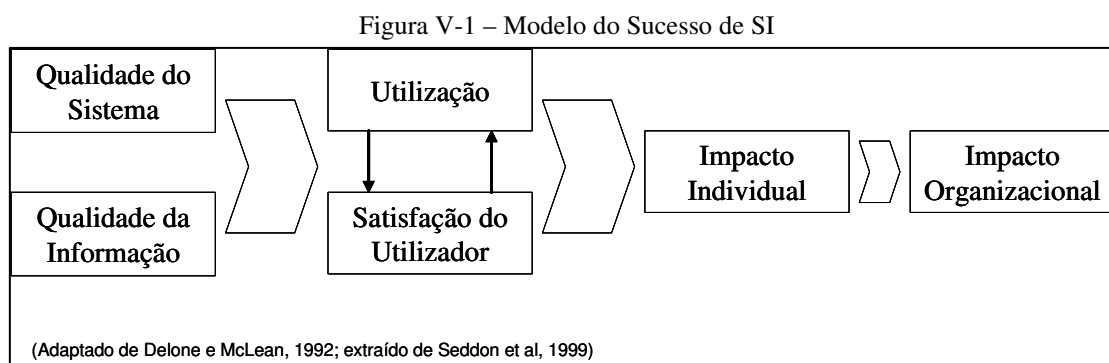 Figura V-1 – Modelo do Sucesso de SI
Qualidade do
Sistema
Utilização
Qualidade da
Informação
Satisfação do
Utilizador
Impacto
Individual
Impacto
Organizacional
(Adaptado de Delone e McLean, 1992; extraído de Seddon et al, 1999)